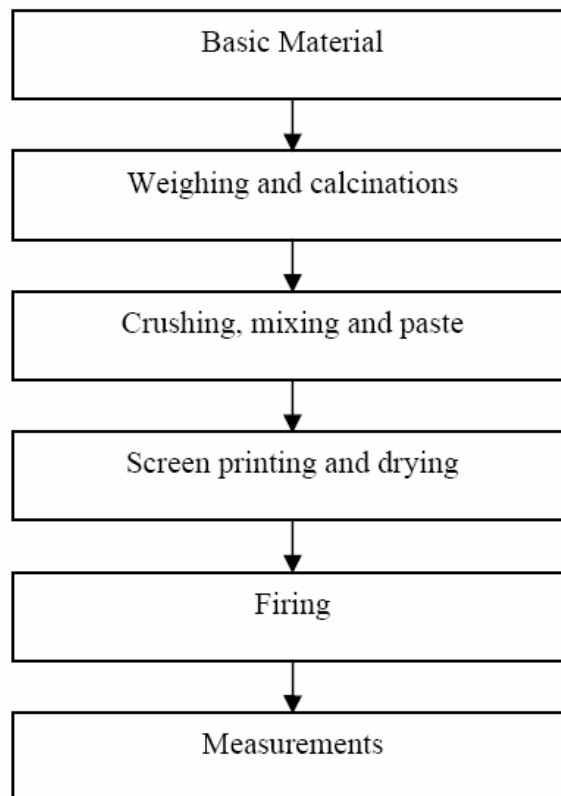 Basic Material
Weighing and calcinations
Crushing, mixing and paste
Screen printing and drying
Firing
Measurements